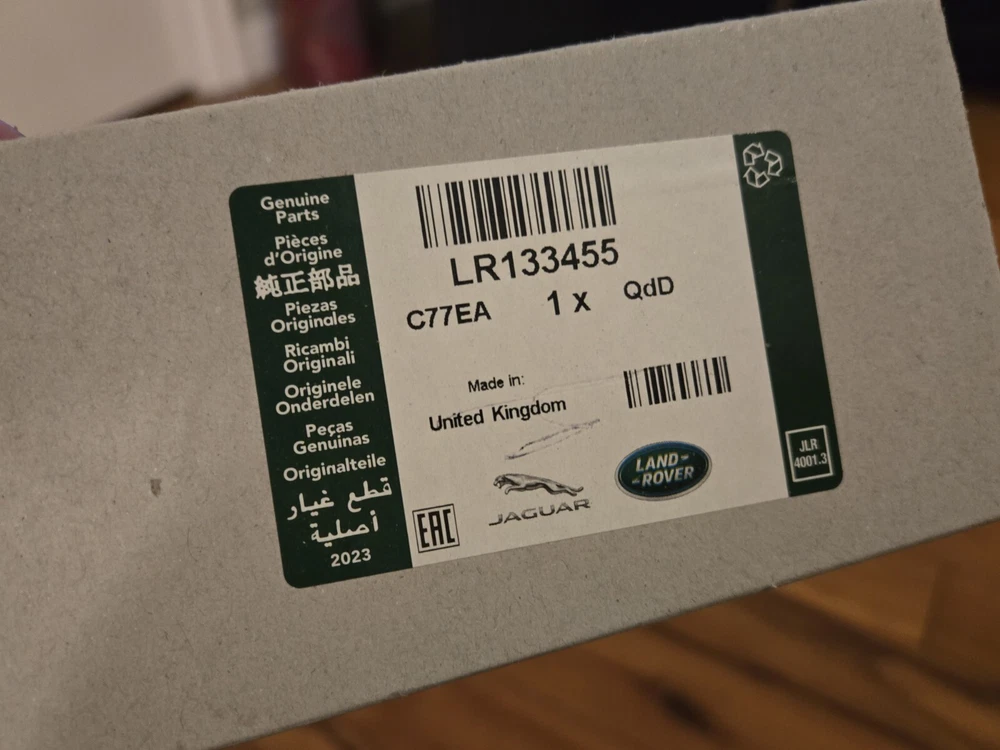 Genuine
Parts
Pièces
d'Origine
純正部品
Piezas
Originales
Ricambi
Originali
Originele
Onderdelen
Peças
Genuinas
Originalteile
قطع غيار
أصلية
2023
LR133455
C77EA 1 x QdD
Made in:
United Kingdom
EAC
JAGUAR
LAND-
-ROVER
JLR
4001.3